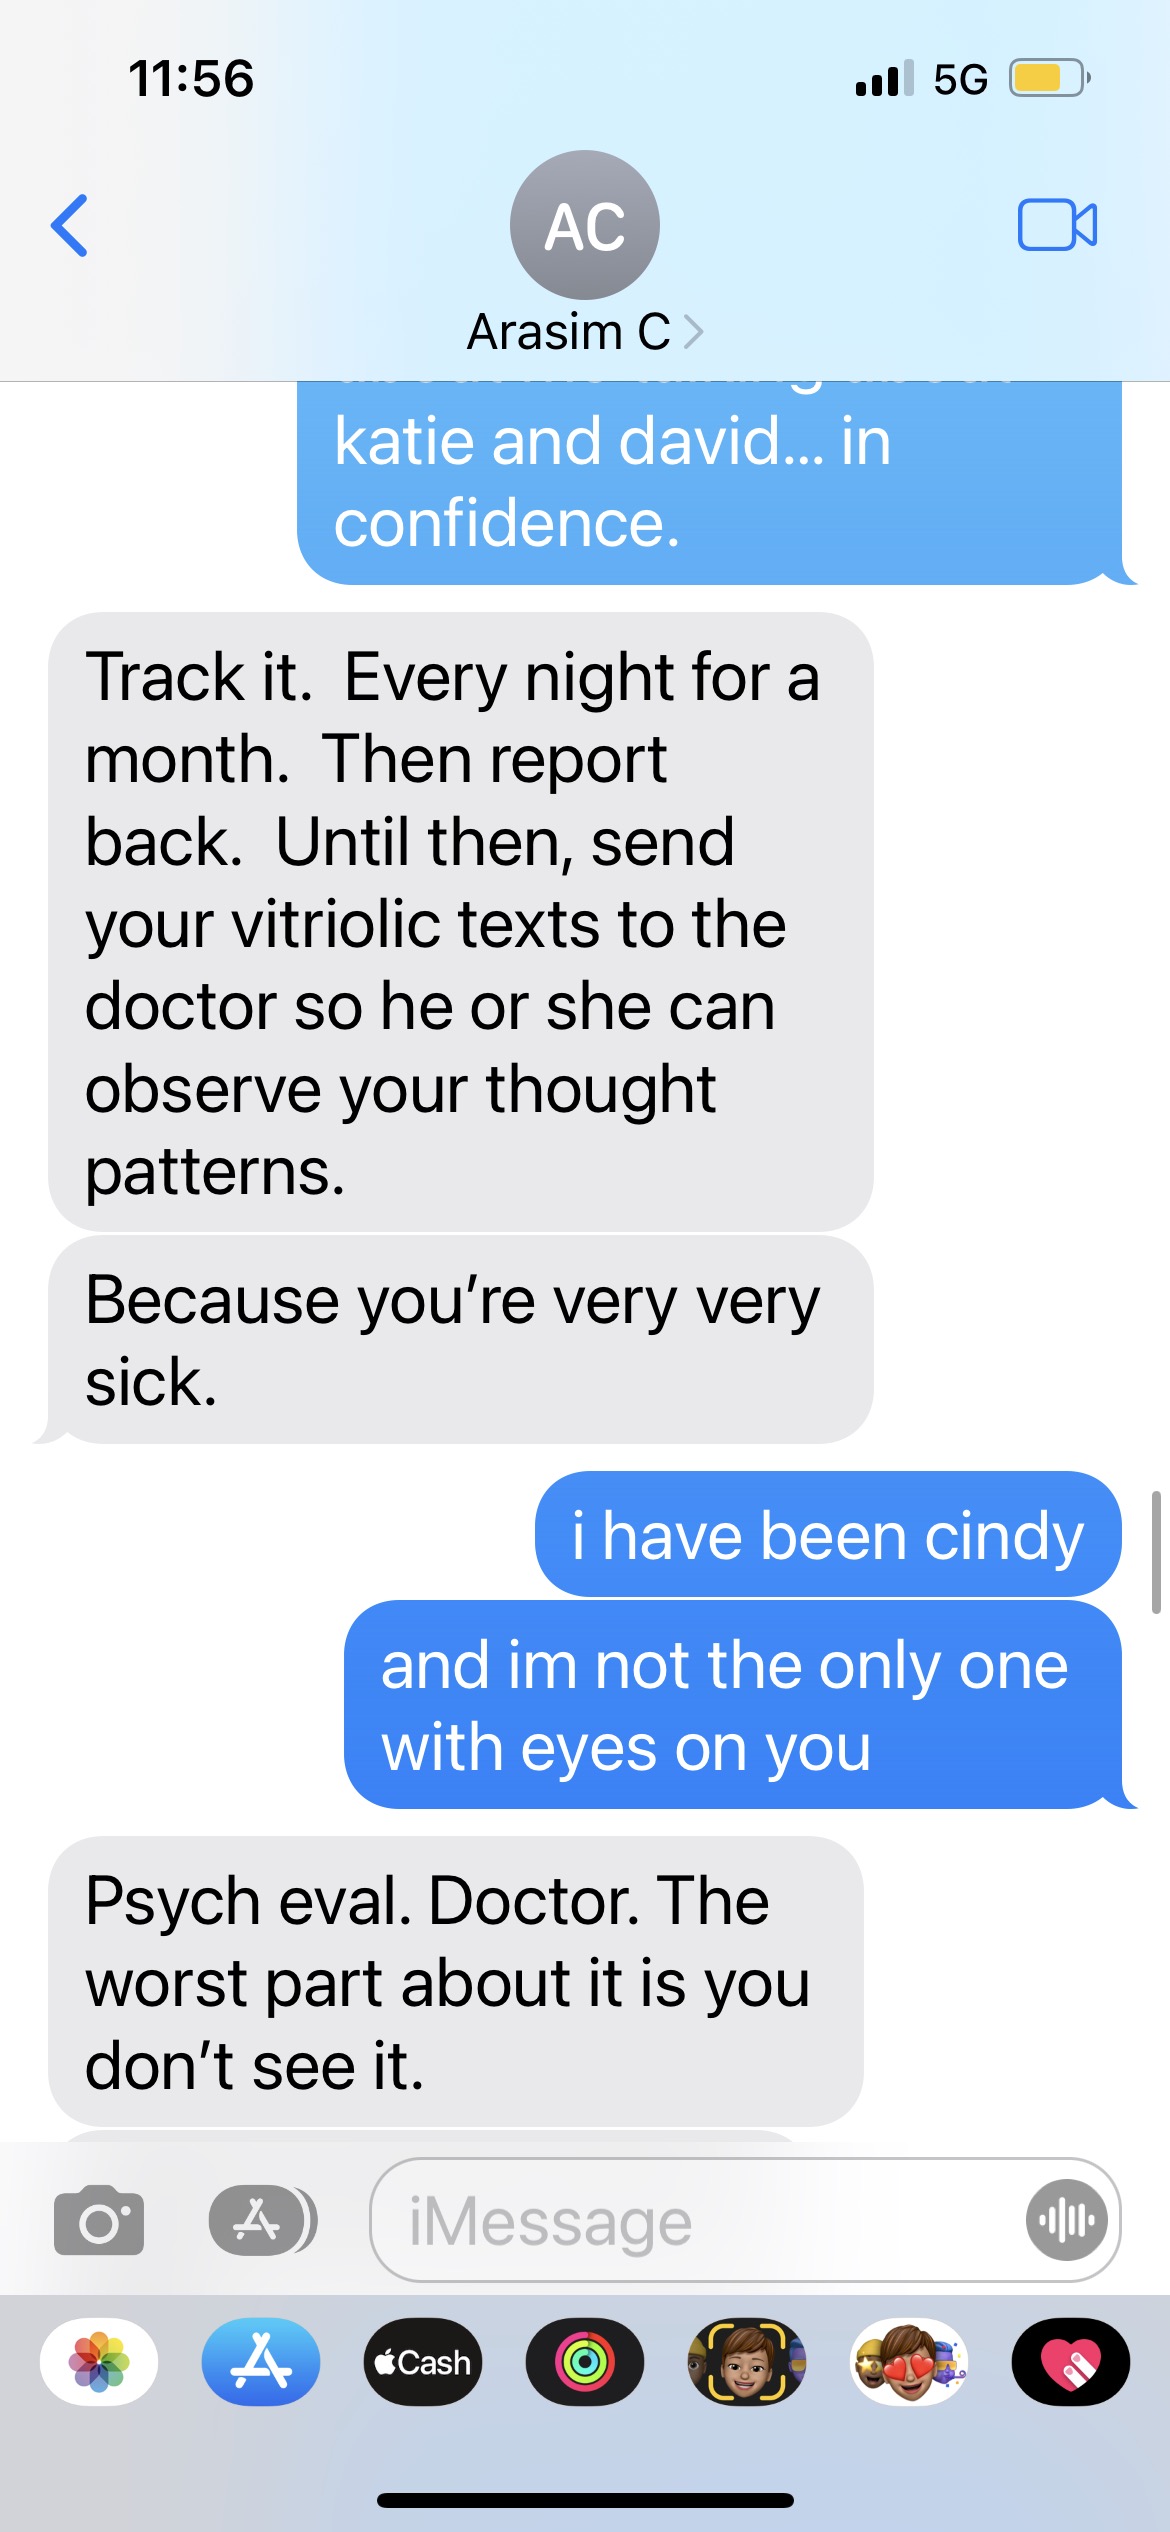 11:56
5G
AC
Arasim C
katie and david... in
confidence.
Track it.  Every night for a
month.  Then report
back.  Until then, send
your vitriolic texts to the
doctor so he or she can
observe your thought
patterns.
Because you’re very very
sick.
i have been cindy
and im not the only one
with eyes on you
Psych eval. Doctor. The
worst part about it is you
don’t see it.
iMessage
Cash